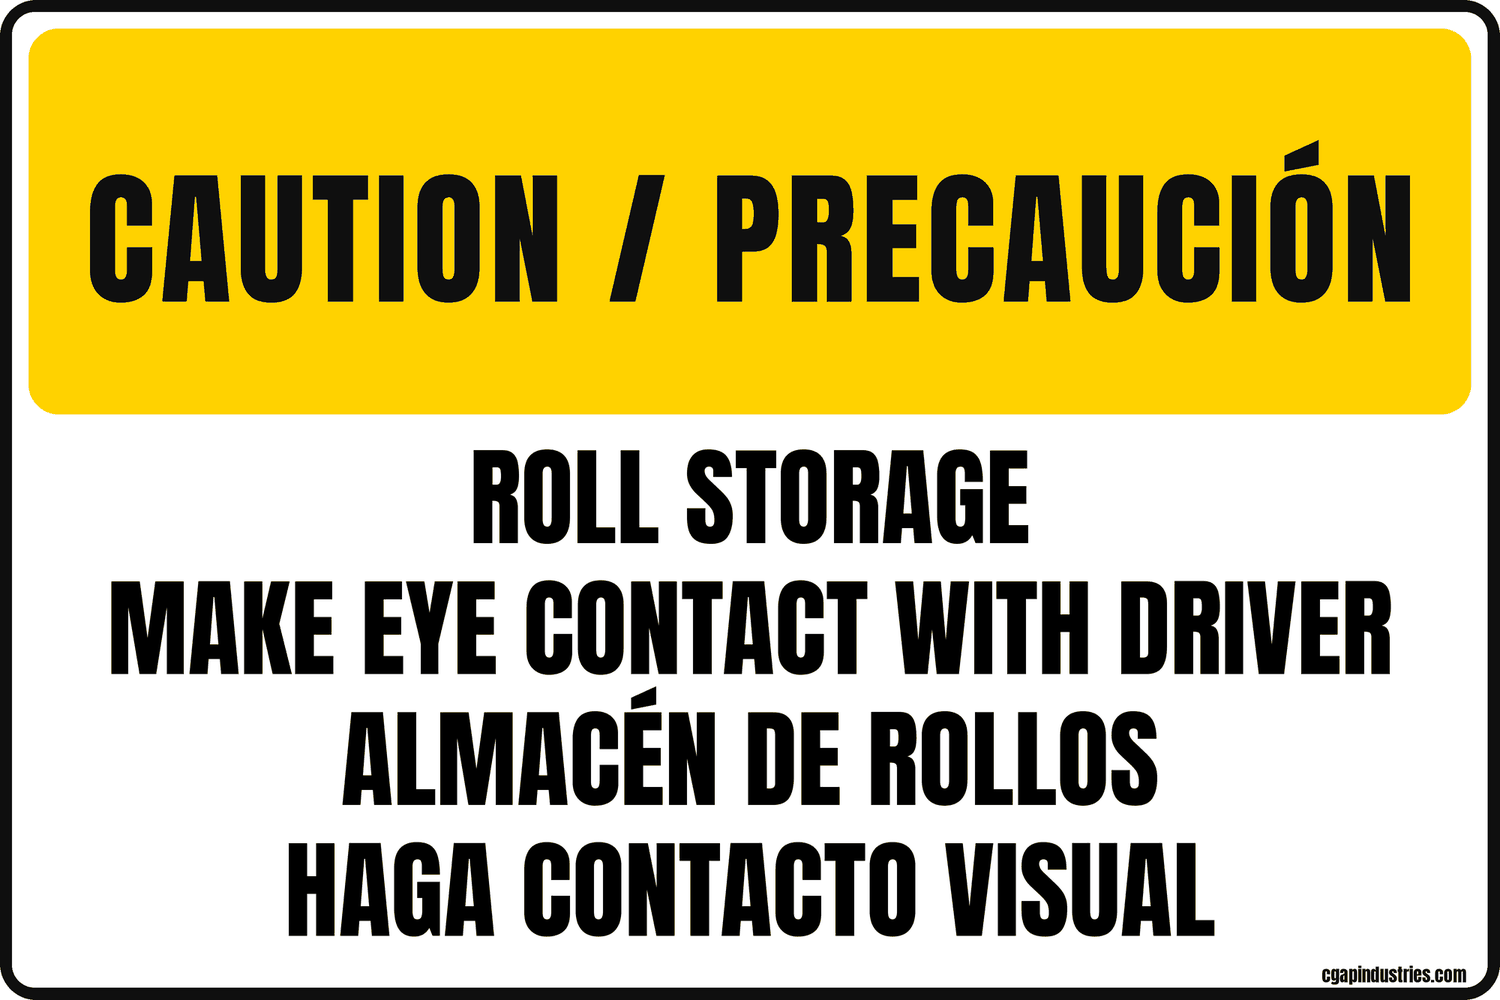 CAUTION / PRECAUCIÓN
ROLL STORAGE
MAKE EYE CONTACT WITH DRIVER
ALMACÉN DE ROLLOS
HAGA CONTACTO VISUAL
cgapindustries.com